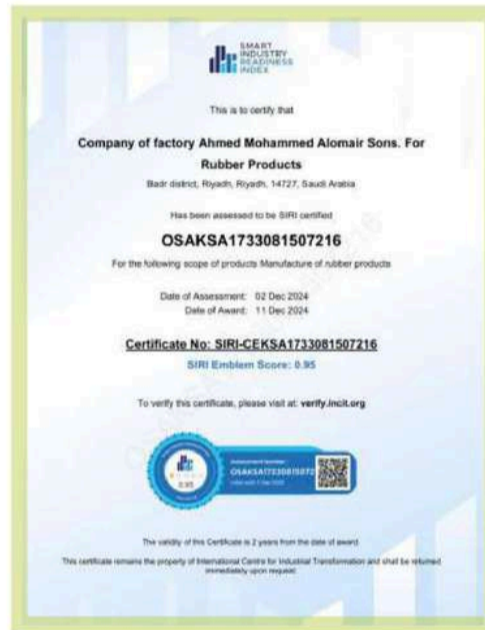 SMART
INDUSTRY
READINESS
INDEX
This is to certify that
Company of factory Ahmed Mohammed Alomair Sons. For
Rubber Products
Badr district, Riyadh, Riyadh, 14727, Saudi Arabia
Has been assessed to be SIRI certified
OSAKSA1733081507216
For the following scope of products Manufacture of rubber products
Date of Assessment: 02 Dec 2024
Date of Award: 11 Dec 2024
Certificate No: SIRI-CEKSA1733081507216
SIRI Emblem Score: 0.95
To verify this certificate, please visit at: verify.incit.org
Assessment Number
OSAKSA17330815072
0.95
The validity of this Certificate is 2 years from the date of award
This certificate remains the property of International Centre for Industrial Transformation and shall be returned
immediately upon request